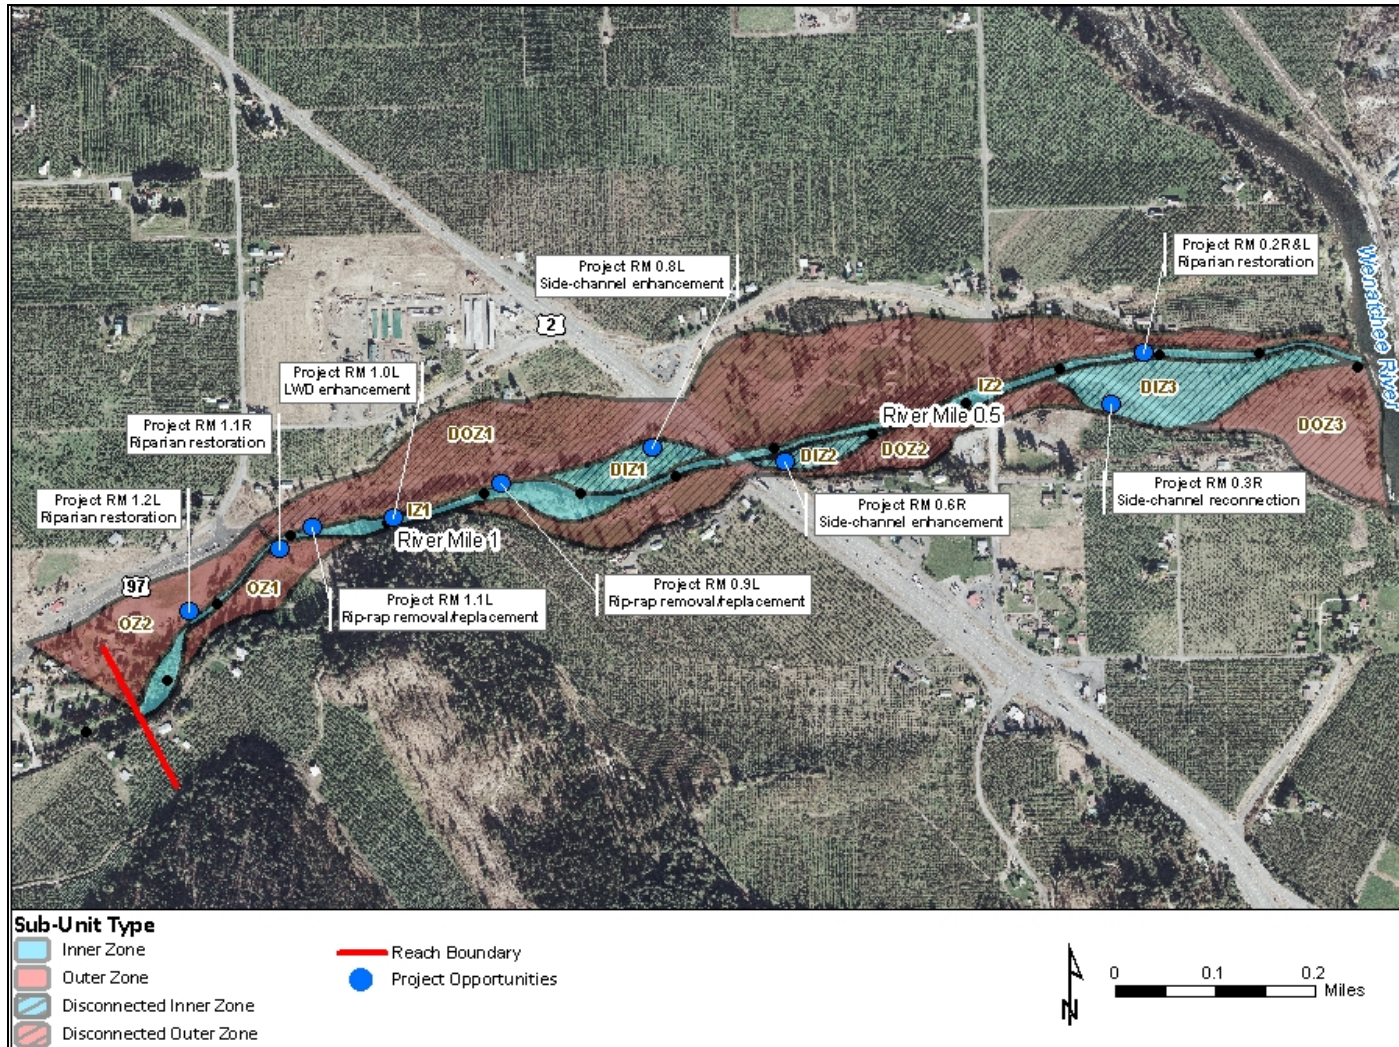 Project RM 0.2R&L
Riparian restoration
Project RM 0.8L
Side-channel enhancement
Wenatchee River
2
Project RM 1.0L
LWD enhancement
DIZ3
IZ2
River Mile 0.5
Project RM 1.1R
Riparian restoration
DOZ1
DOZ3
DIZ1
DIZ2
DOZ2
Project RM 0.3R
Side-channel reconnection
Project RM 1.2L
Riparian restoration
IZ1
River Mile 1
Project RM 0.6R
Side-channel enhancement
97
OZ1
Project RM 0.9L
Rip-rap removal/replacement
Project RM 1.1L
Rip-rap removal/replacement
OZ2
Sub-Unit Type
Inner Zone
Outer Zone
Disconnected Inner Zone
Disconnected Outer Zone
Reach Boundary
Project Opportunities
N
0 0.1 0.2
Miles